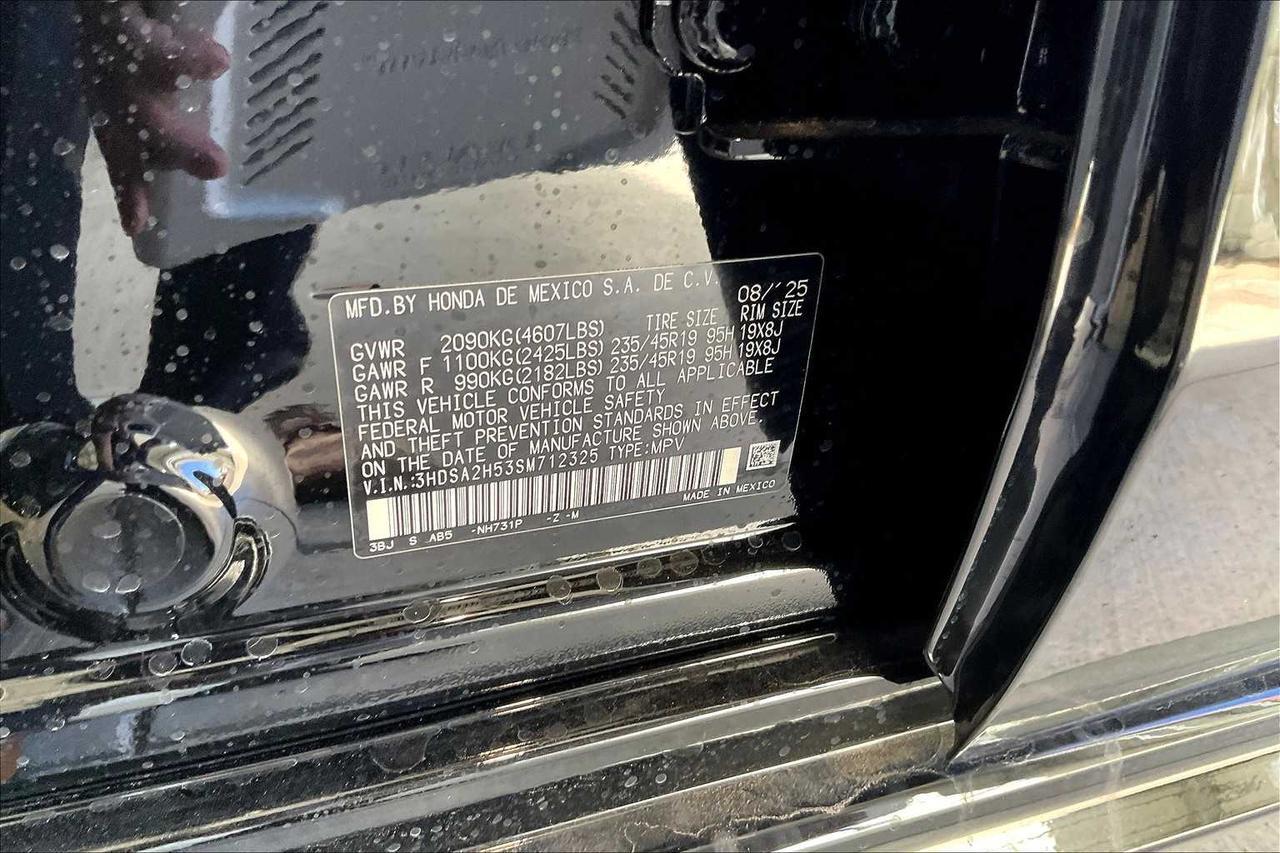 MFD.BY HONDA DE MEXICO S.A. DE C.V. 08/'25
GVWR 2090KG(4607LBS) TIRE SIZE RIM SIZE
GAWR F 1100KG(2425LBS) 235/45R19 95H 19X8J
GAWR R 990KG(2182LBS) 235/45R19 95H 19X8J
THIS VEHICLE CONFORMS TO ALL APPLICABLE
FEDERAL MOTOR VEHICLE SAFETY
AND THEFT PREVENTION STANDARDS IN EFFECT
ON THE DATE OF MANUFACTURE SHOWN ABOVE.
V.I.N.:3HDSA2H53SM712325 TYPE:MPV
MADE IN MEXICO
3BJ S AB5 -NH731P -Z -M